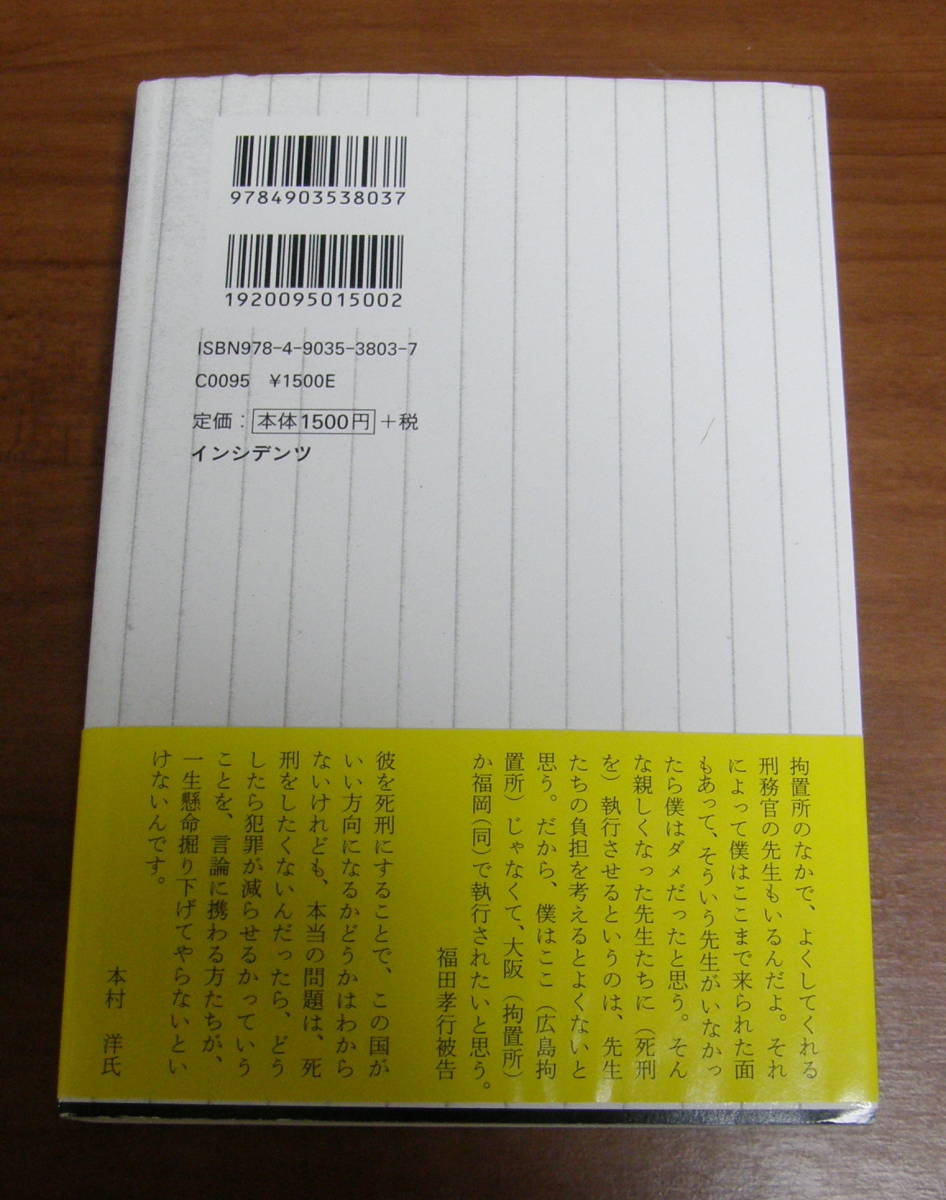 9784903538037
1920095015002
ISBN978-4-9035-3803-7
C0095 ¥1500E
定価：本体1500円+税
インシデンツ
拘置所のなかで、よくしてくれる
刑務官の先生もいるんだよ。それ
によって僕はここまで来られた面
もあって、そういう先生がいなかっ
たら僕はダメだったと思う。そん
な親しくなった先生たちに（死刑
を）執行させるというのは、先生
たちの負担を考えるとよくないと
思う。だから、僕はここ（広島拘
置所）じゃなくて、大阪（拘置所）
か福岡（同）で執行されたいと思う。
福田孝行被告
彼を死刑にすることで、この国が
いい方向になるかどうかはわから
ないけれども、本当の問題は、死
刑をしたくないんだったら、どう
したら犯罪が減らせるかっていう
ことを、言論に携わる方たちが、
一生懸命掘り下げてやらないとい
けないんです。
本村　洋氏